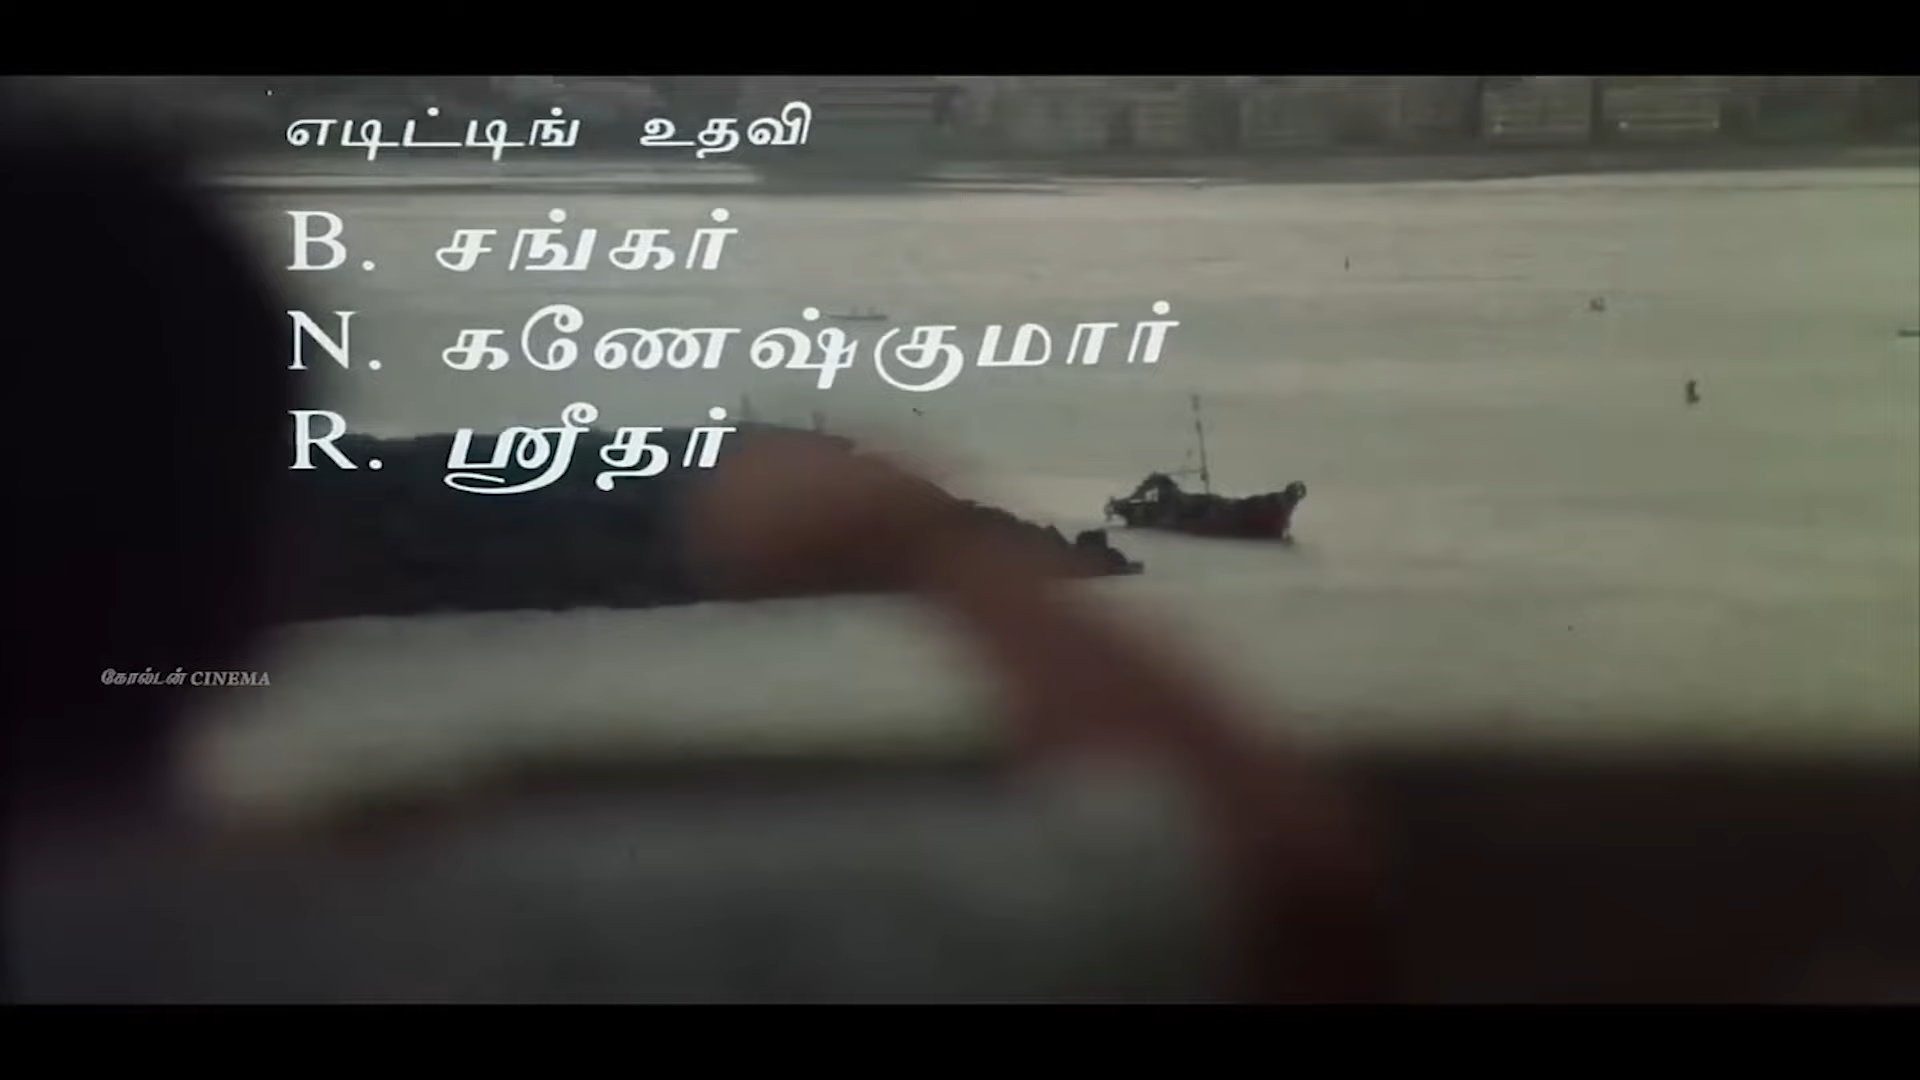 எடிட்டிங் உதவி
B. சங்கர்
N. கணேஷ்குமார்
R. ஸ்ரீதர்
கோல்டன் CINEMA